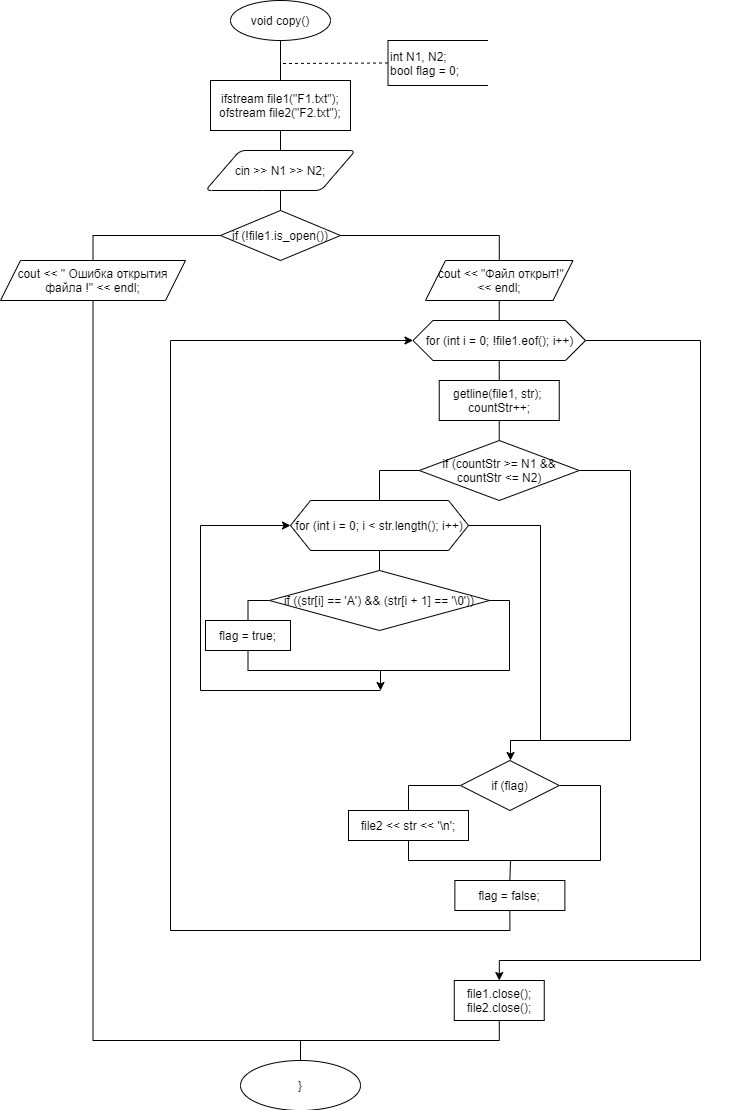 void copy()
int N1, N2;
bool flag = 0;
ifstream file1("F1.txt");
ofstream file2("F2.txt");
cin >> N1 >> N2;
if (!file1.is_open())
cout << " Ошибка открытия
файла !" << endl;
cout << "Файл открыт!"
<< endl;
for (int i = 0; !file1.eof(); i++)
getline(file1, str);
countStr++;
if (countStr >= N1 &&
countStr <= N2)
for (int i = 0; i < str.length(); i++)
if ((str[i] == 'A') && (str[i + 1] == '\0'))
flag = true;
if (flag)
file2 << str << '\n';
flag = false;
file1.close();
file2.close();
}